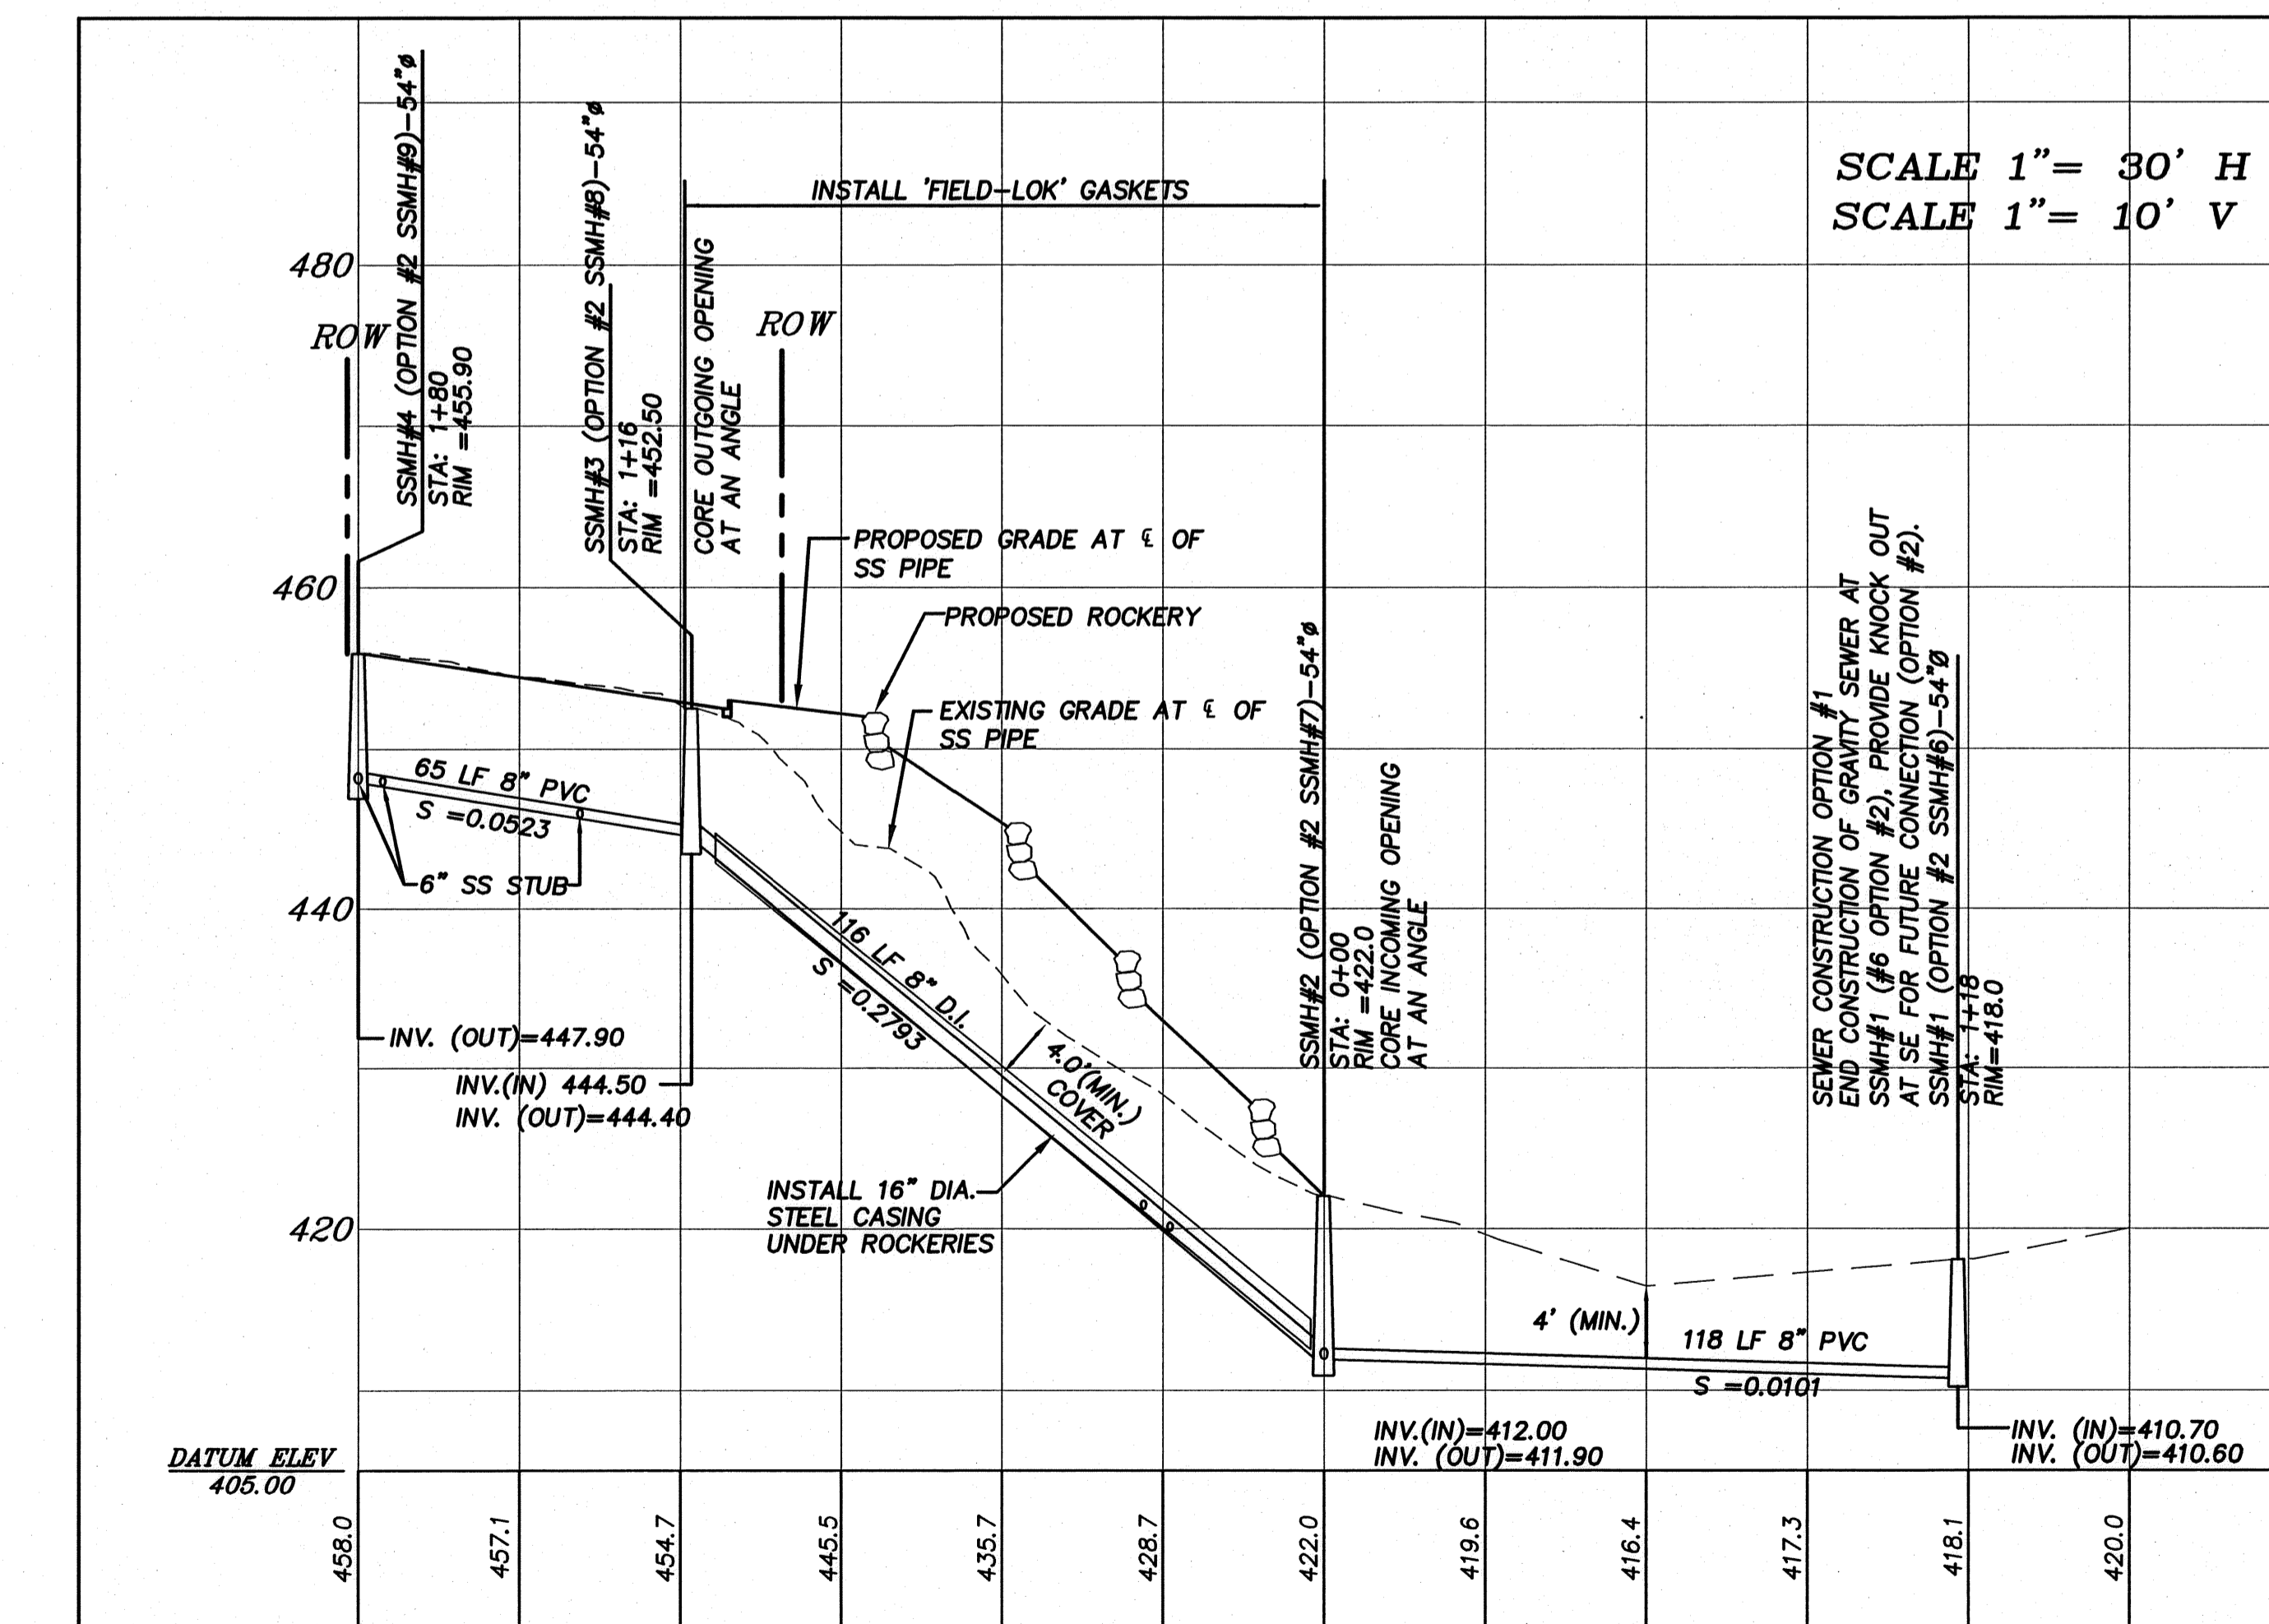 SCALE 1"= 30' H
SCALE 1"= 10' V
SSMH#4 (OPTION #2 SSMH#9)-54"ø
STA: 1+80
RIM =455.90
SSMH#3 (OPTION #2 SSMH#8)-54"ø
STA: 1+16
RIM =452.50
CORE OUTGOING OPENING
AT AN ANGLE
INSTALL 'FIELD-LOK' GASKETS
ROW
ROW
480
460
440
420
PROPOSED GRADE AT ℄ OF
SS PIPE
PROPOSED ROCKERY
EXISTING GRADE AT ℄ OF
SS PIPE
65 LF 8" PVC
S =0.0523
6" SS STUB
116 LF 8" D.I.
S =0.2793
4.0'(MIN.)
COVER
INV. (OUT)=447.90
INV.(IN) 444.50
INV. (OUT)=444.40
INSTALL 16" DIA.
STEEL CASING
UNDER ROCKERIES
SSMH#2 (OPTION #2 SSMH#7)-54"ø
STA: 0+00
RIM =422.0
CORE INCOMING OPENING
AT AN ANGLE
SEWER CONSTRUCTION OPTION #1
END CONSTRUCTION OF GRAVITY SEWER AT
SSMH#1 (#6 OPTION #2), PROVIDE KNOCK OUT
AT SE FOR FUTURE CONNECTION (OPTION #2).
SSMH#1 (OPTION #2 SSMH#6)-54"Ø
STA: 1+18
RIM=418.0
4' (MIN.)
118 LF 8" PVC
S =0.0101
INV.(IN)=412.00
INV. (OUT)=411.90
INV. (IN)=410.70
INV. (OUT)=410.60
DATUM ELEV
405.00
458.0
457.1
454.7
445.5
435.7
428.7
422.0
419.6
416.4
417.3
418.1
420.0